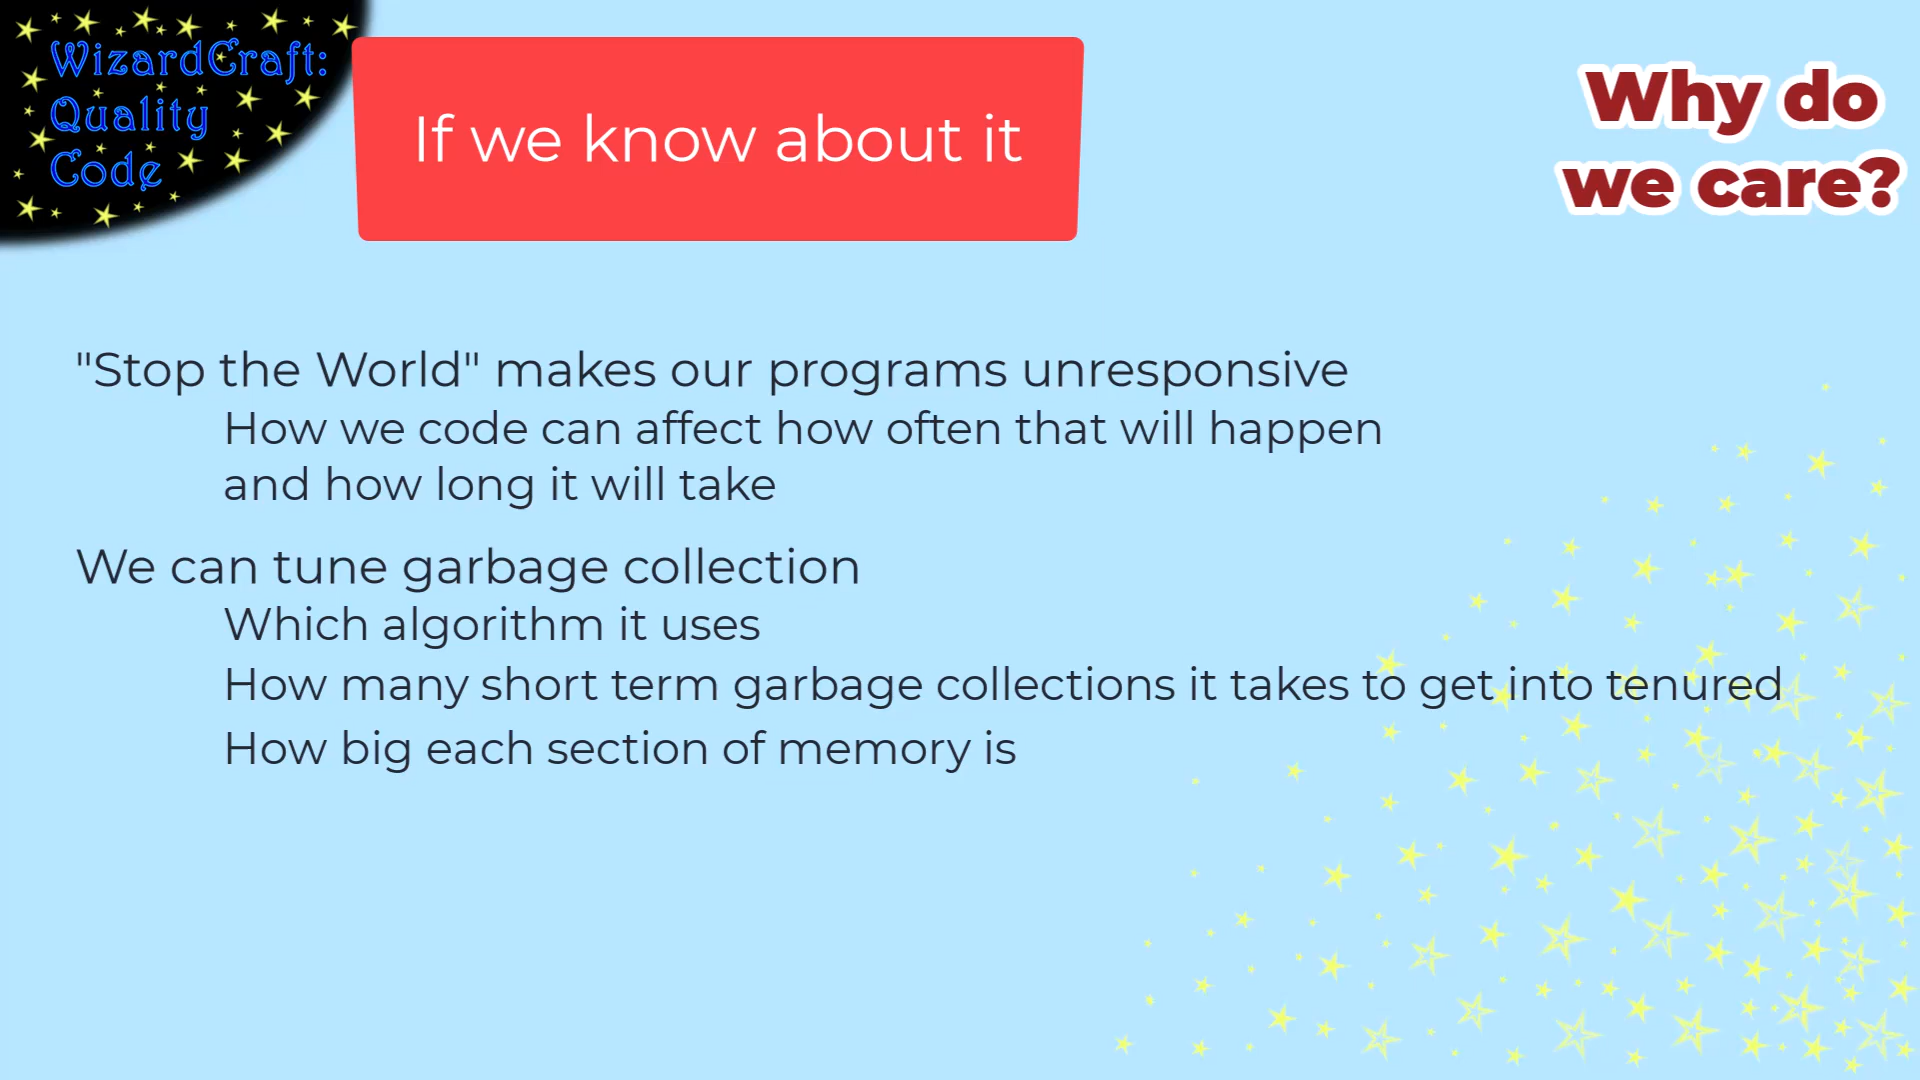 WizardCraft:
Quality
Code
If we know about it
Why do
we care?
"Stop the World" makes our programs unresponsive
How we code can affect how often that will happen
and how long it will take
We can tune garbage collection
Which algorithm it uses
How many short term garbage collections it takes to get into tenured
How big each section of memory is